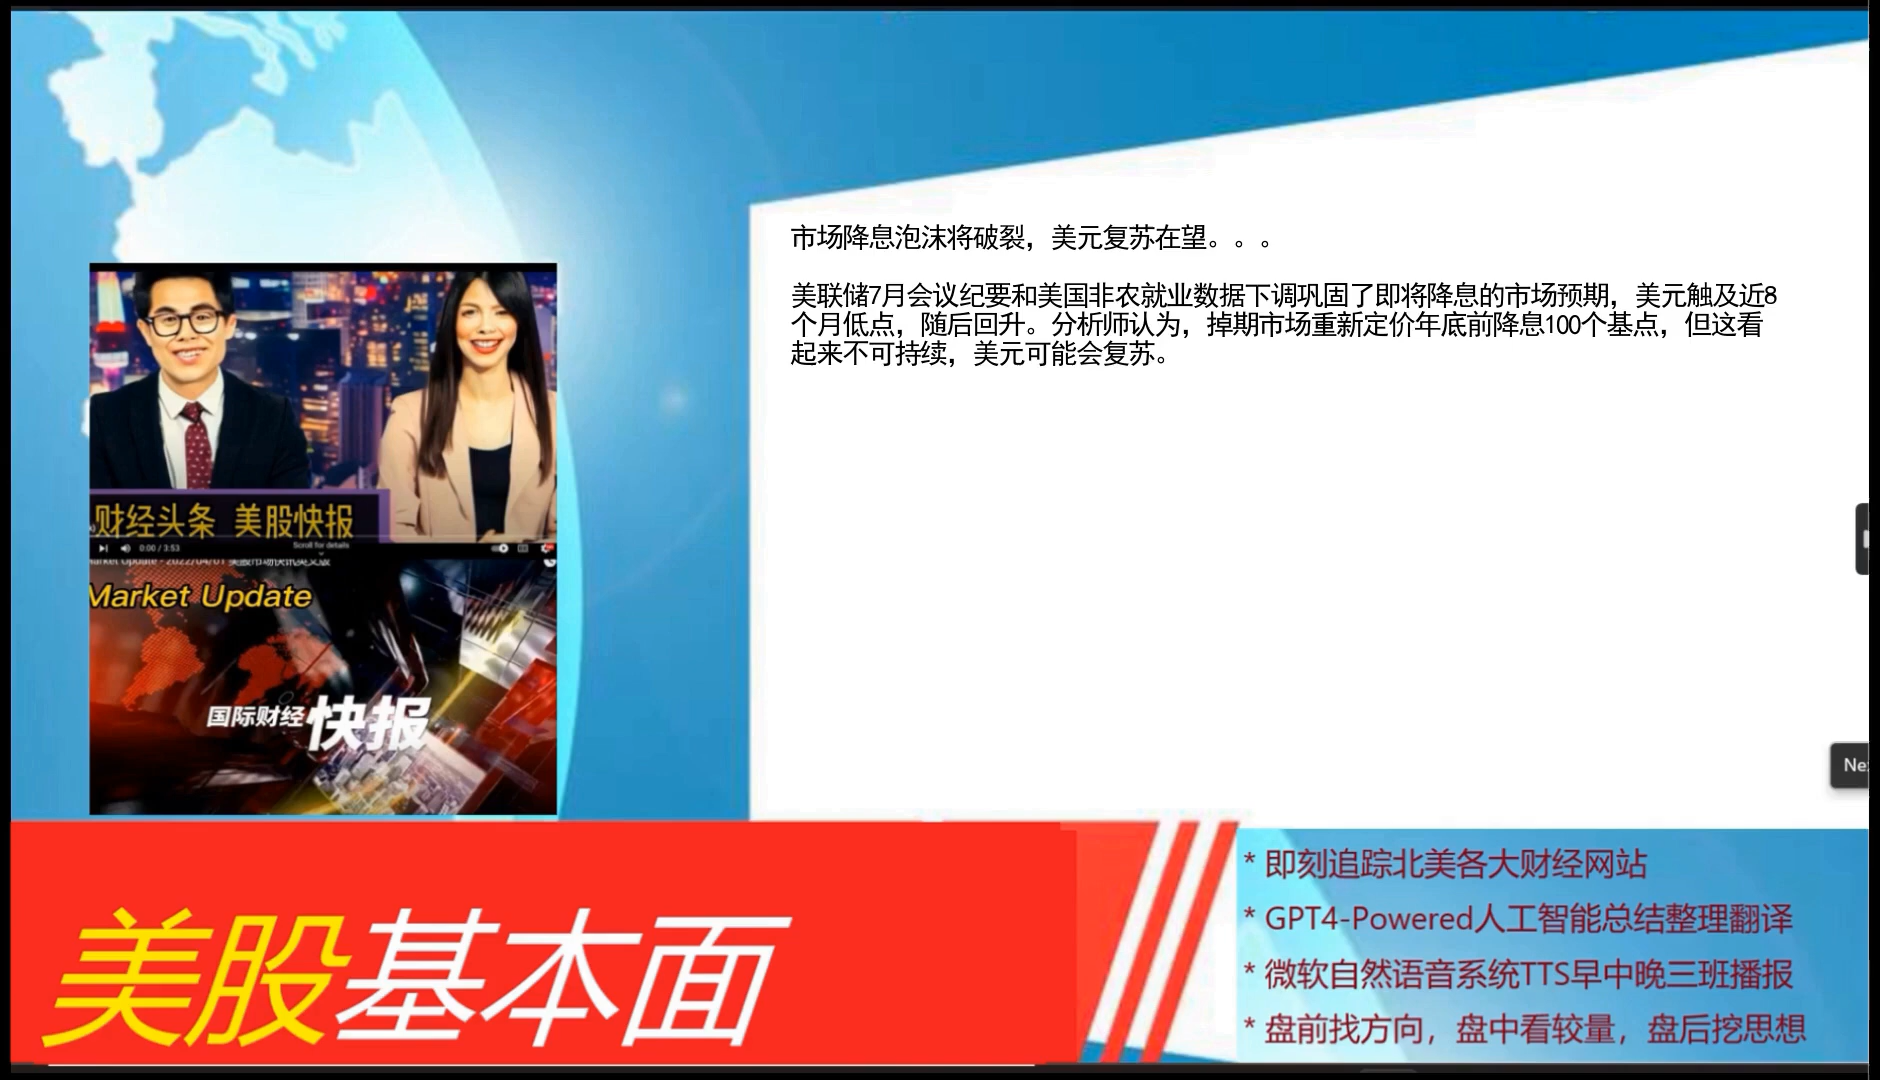 市场降息泡沫将破裂，美元复苏在望。。。
美联储7月会议纪要和美国非农就业数据下调巩固了即将降息的市场预期，美元触及近8
个月低点，随后回升。分析师认为，掉期市场重新定价年底前降息100个基点，但这看
起来不可持续，美元可能会复苏。
财经头条 美股快报
0:00 / 3:53
Scroll for details
Market Update
国际财经快报
美股基本面
* 即刻追踪北美各大财经网站
* GPT4-Powered人工智能总结整理翻译
* 微软自然语音系统TTS早中晚三班播报
* 盘前找方向，盘中看较量，盘后挖思想